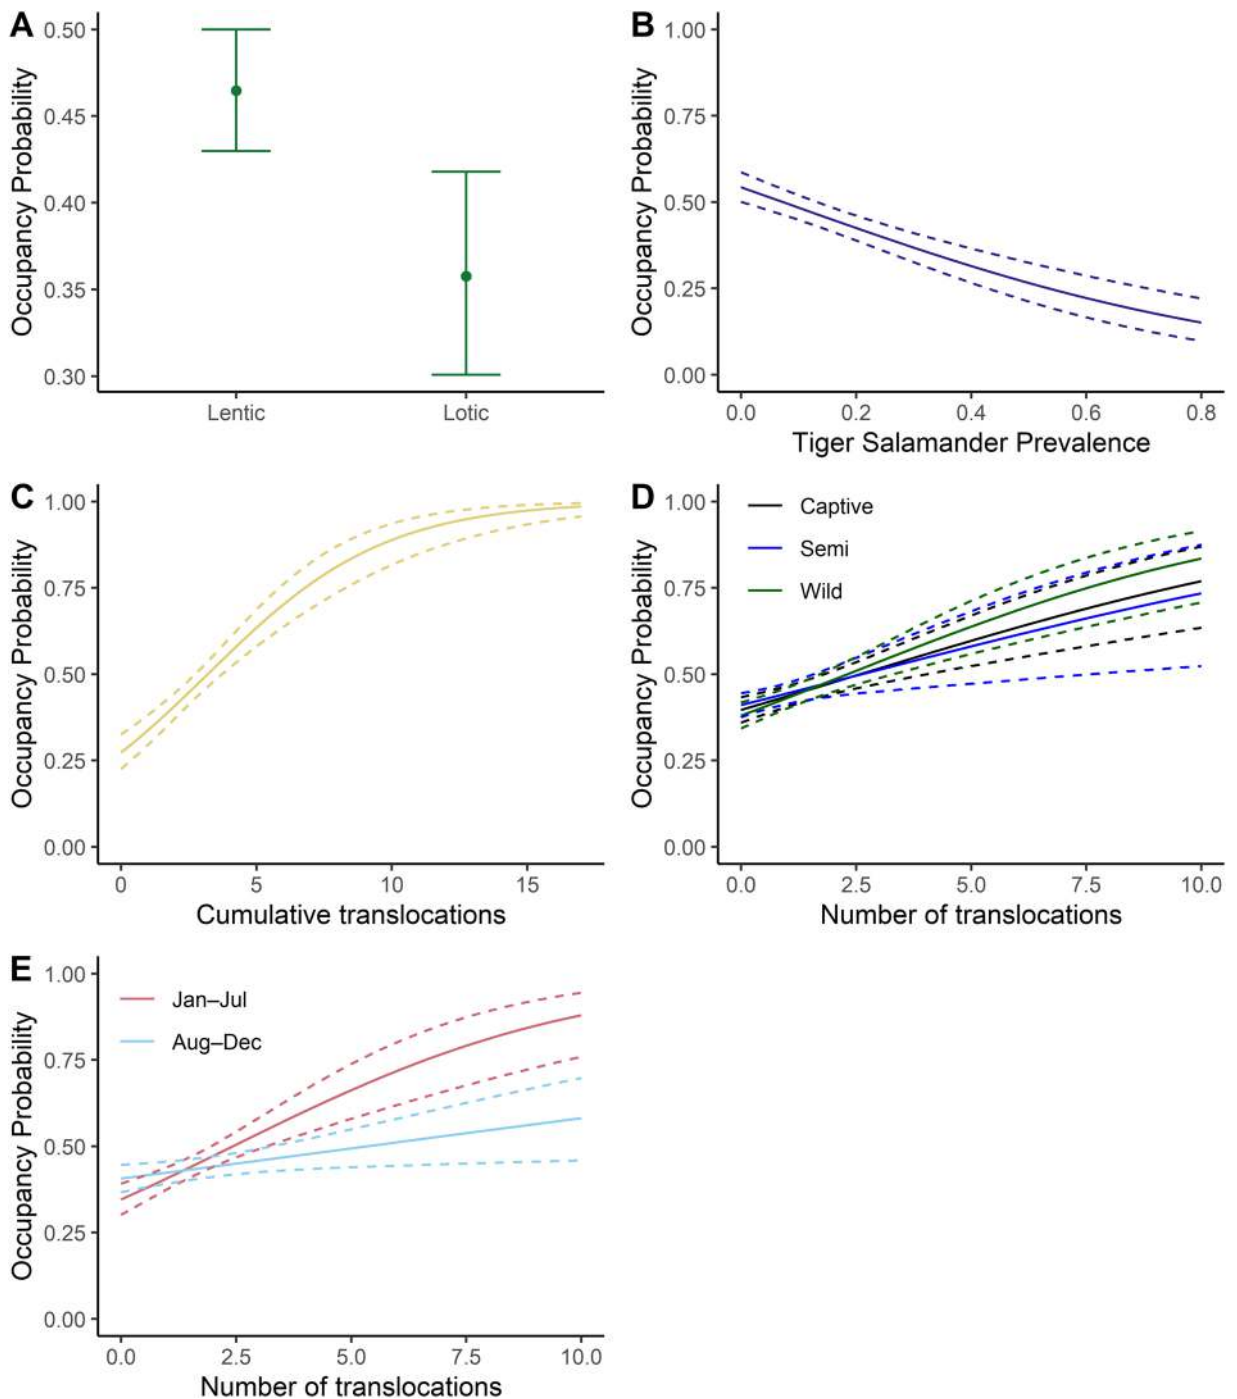 A
Occupancy Probability
0.50
0.45
0.40
0.35
0.30
Lentic
Lotic
B
Occupancy Probability
1.00
0.75
0.50
0.25
0.00
0.0
0.2
0.4
0.6
0.8
Tiger Salamander Prevalence
C
Occupancy Probability
1.00
0.75
0.50
0.25
0.00
0
5
10
15
Cumulative translocations
D
Occupancy Probability
1.00
0.75
0.50
0.25
0.00
Captive
Semi
Wild
0.0
2.5
5.0
7.5
10.0
Number of translocations
E
Occupancy Probability
1.00
0.75
0.50
0.25
0.00
Jan–Jul
Aug–Dec
0.0
2.5
5.0
7.5
10.0
Number of translocations